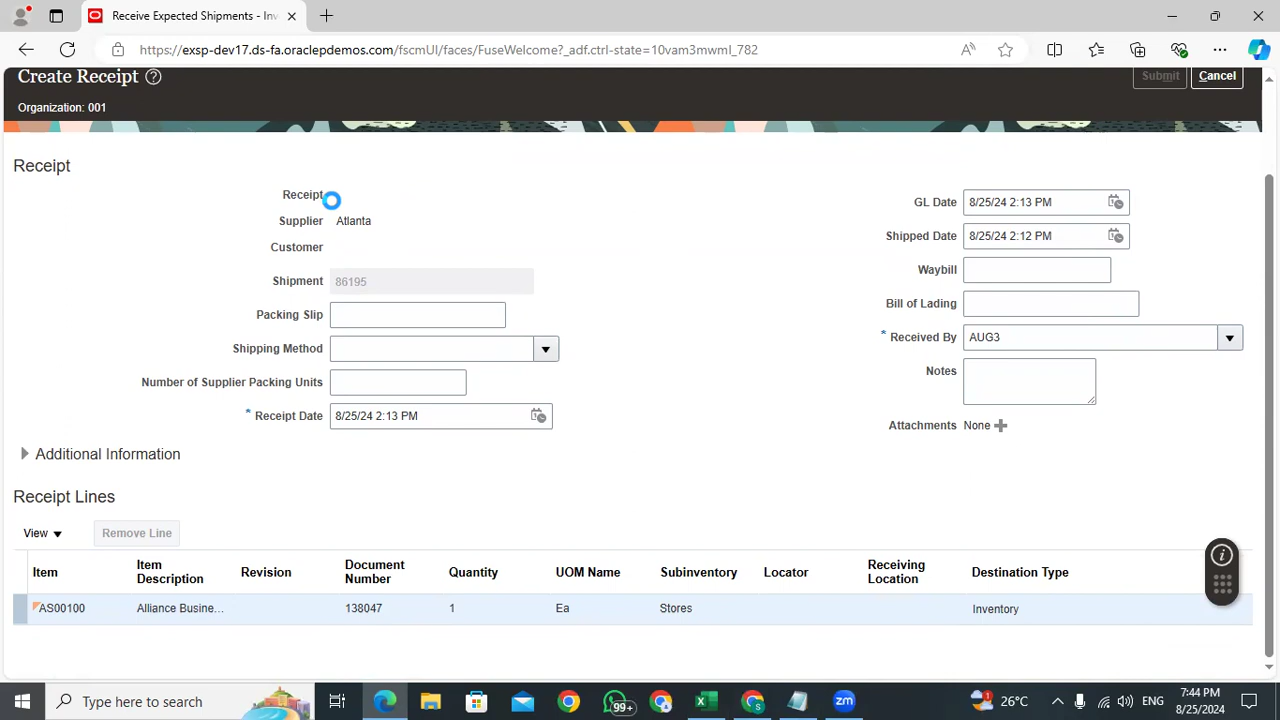 Receive Expected Shipments - Inv
https://exsp-dev17.ds-fa.oraclepdemos.com/fscmUI/faces/FuseWelcome?_adf.ctrl-state=10vam3mwml_782
Create Receipt ?
Submit
Cancel
Organization: 001
Receipt
Receipt
Supplier Atlanta
Customer
Shipment 86195
Packing Slip
Shipping Method
Number of Supplier Packing Units
* Receipt Date 8/25/24 2:13 PM
GL Date 8/25/24 2:13 PM
Shipped Date 8/25/24 2:12 PM
Waybill
Bill of Lading
* Received By AUG3
Notes
Attachments None
Additional Information
Receipt Lines
View
Remove Line
Item Item Description Revision Document Number Quantity UOM Name Subinventory Locator Receiving Location Destination Type
AS00100 Alliance Busine... 138047 1 Ea Stores Inventory
Type here to search
99+
zm
1
26°C
ENG
7:44 PM
8/25/2024